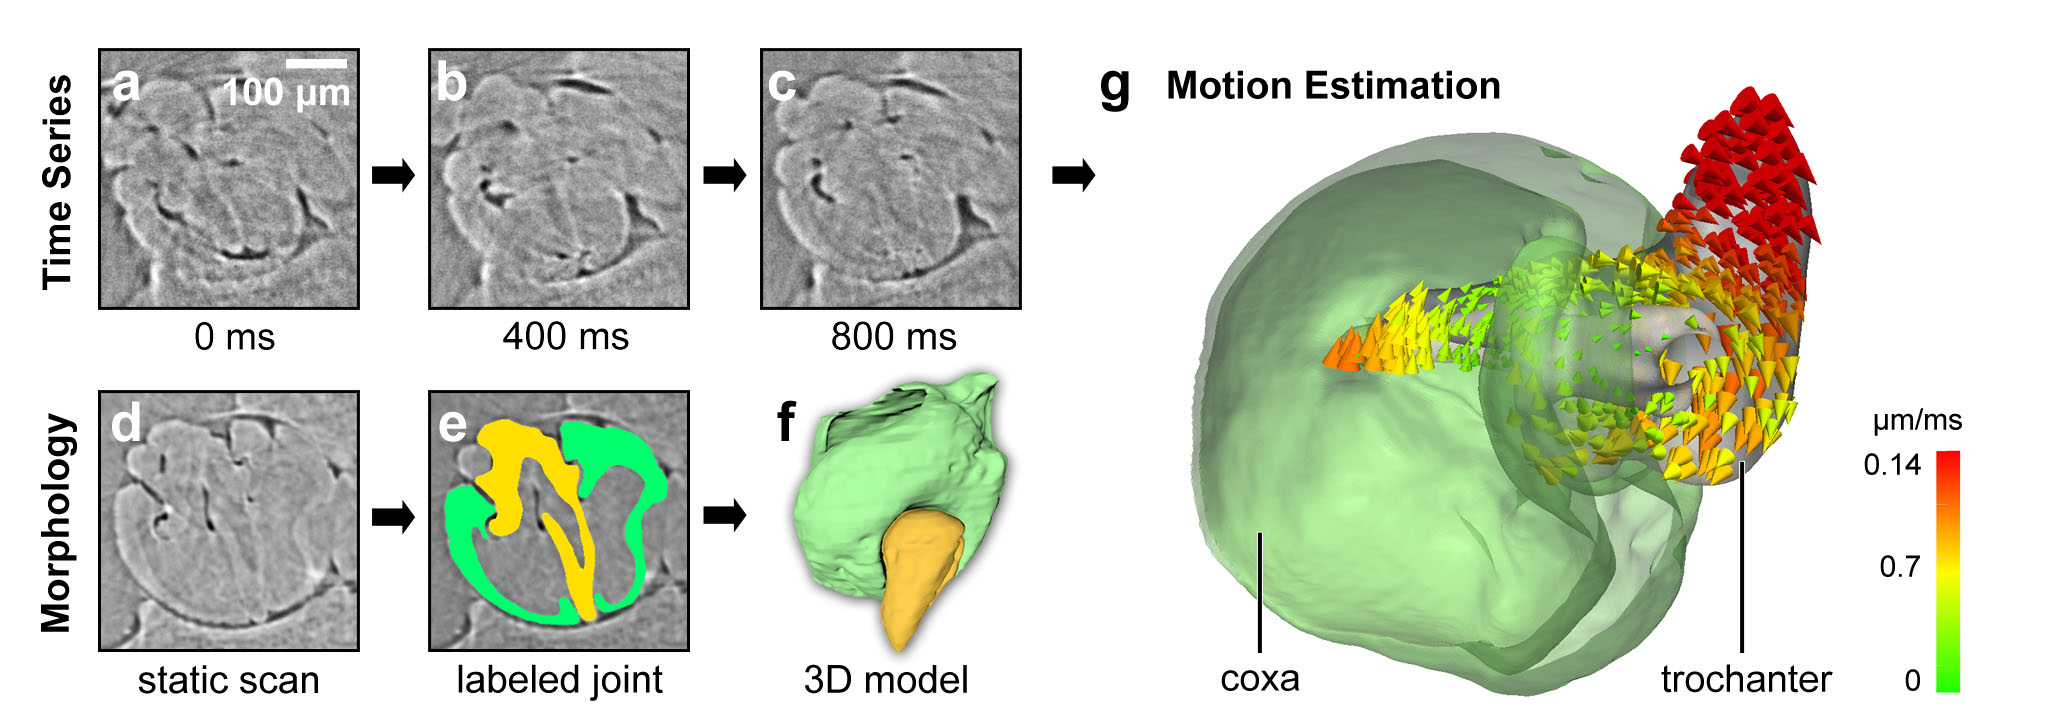 Time Series
a
100 µm
b
c
0 ms
400 ms
800 ms
Morphology
d
e
f
static scan
labeled joint
3D model
g Motion Estimation
µm/ms
0.14
0.7
0
coxa
trochanter